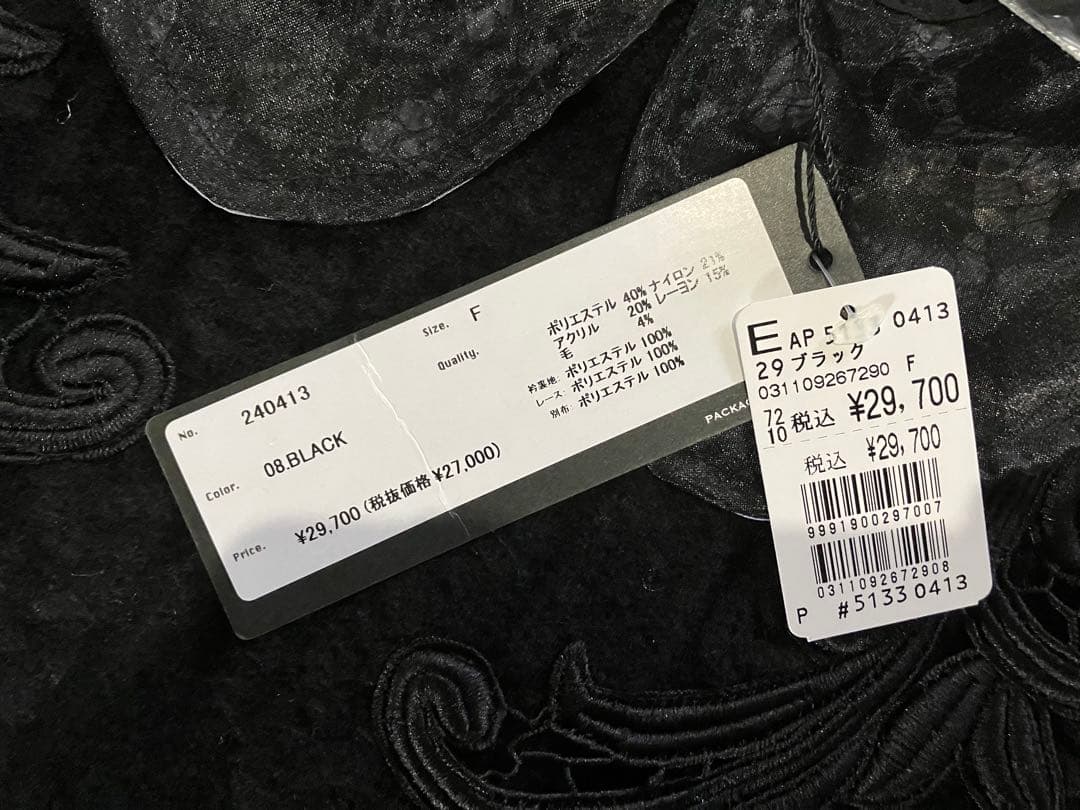 No. 240413
Color. 08.BLACK
Price. ¥29,700 (税抜価格 ¥27,000)
Size. F
Quality.
ポリエステル 40% ナイロン 21%
アクリル 20% レーヨン 15%
毛 4%
衿裏地: ポリエステル 100%
レース: ポリエステル 100%
別布: ポリエステル 100%
E AP 0413
29 ブラック
031109267290 F
72
10 税込 ¥29,700
税込 ¥29,700
9991900297007
0311092672908
P #5133 0413